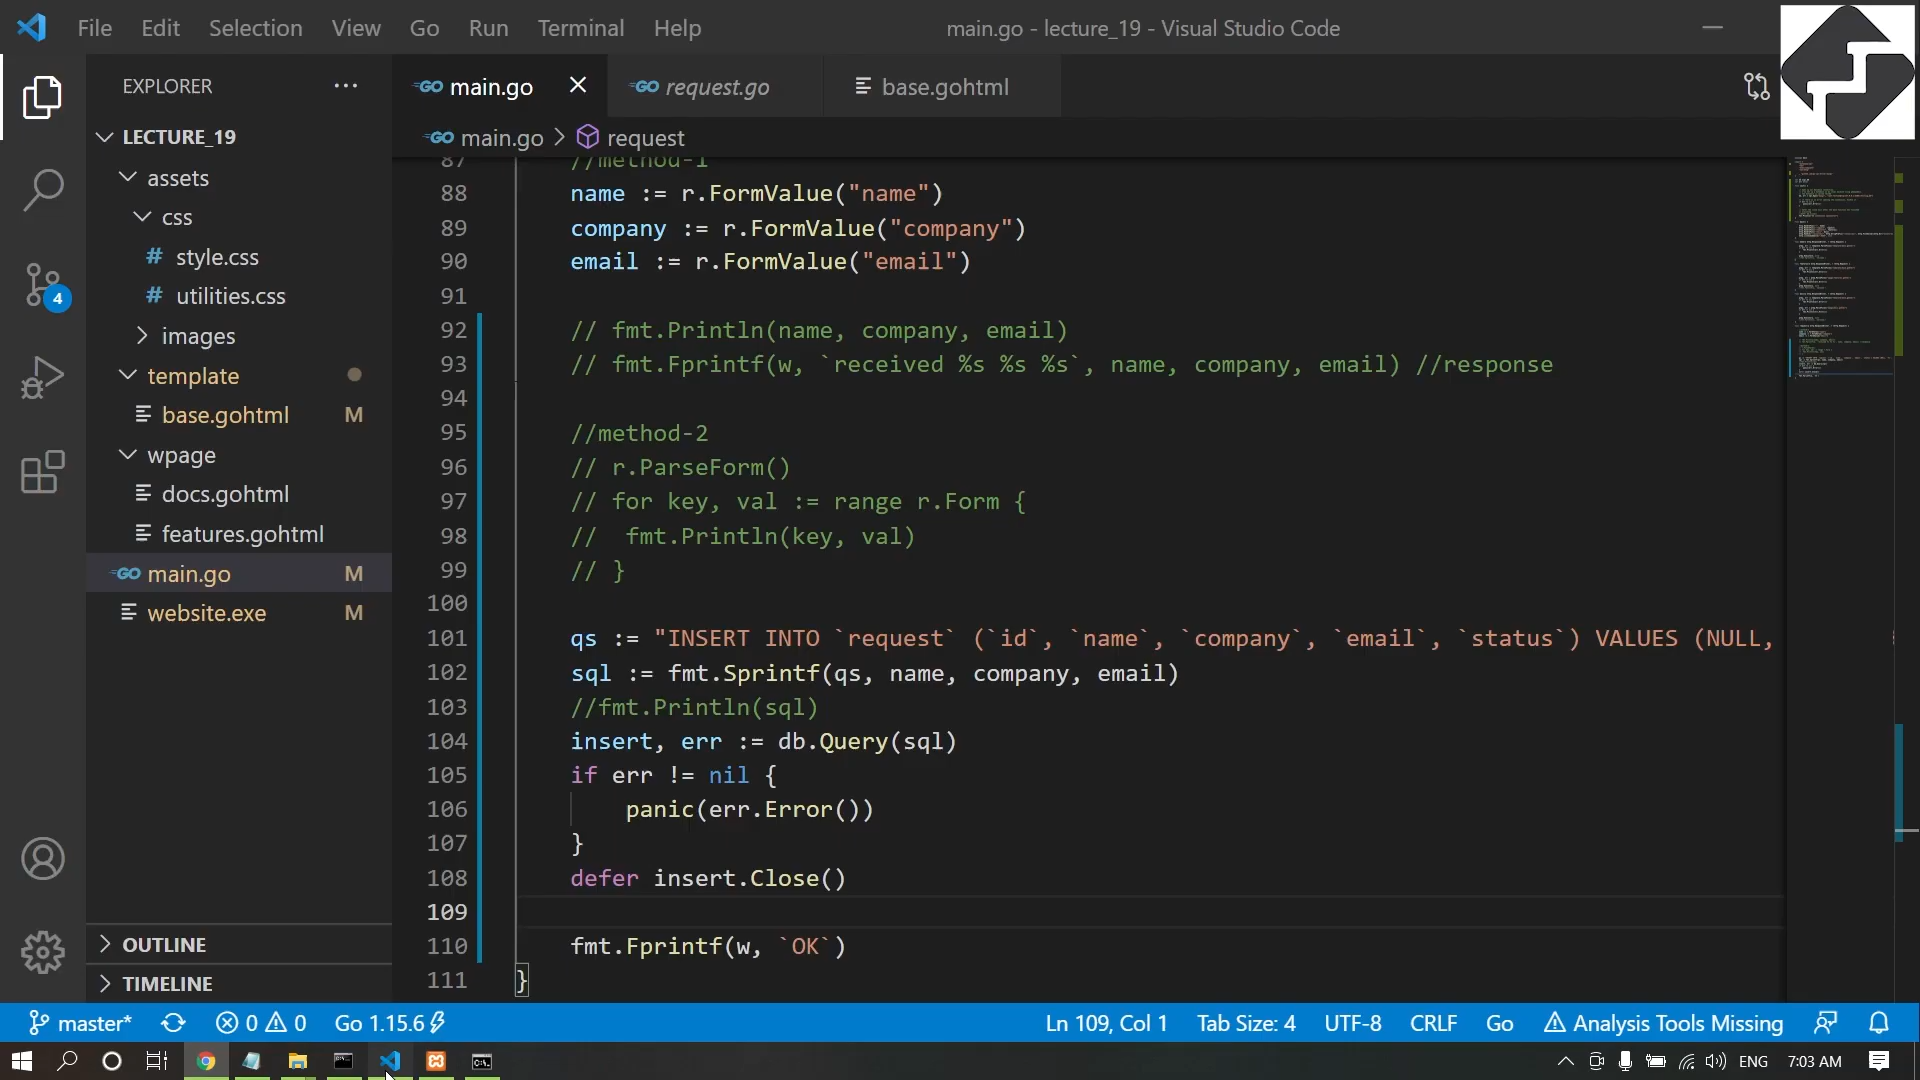 File Edit Selection View Go Run Terminal Help
main.go - lecture_19 - Visual Studio Code
EXPLORER
main.go
request.go
base.gohtml
LECTURE_19
main.go > request
assets
css
style.css
utilities.css
images
template
base.gohtml M
wpage
docs.gohtml
features.gohtml
main.go M
website.exe M
OUTLINE
TIMELINE
4
87 //method-1
88 name := r.FormValue("name")
89 company := r.FormValue("company")
90 email := r.FormValue("email")
91
92 // fmt.Println(name, company, email)
93 // fmt.Fprintf(w, `received %s %s %s`, name, company, email) //response
94
95 //method-2
96 // r.ParseForm()
97 // for key, val := range r.Form {
98 //  fmt.Println(key, val)
99 // }
100
101 qs := "INSERT INTO `request` (`id`, `name`, `company`, `email`, `status`) VALUES (NULL,
102 sql := fmt.Sprintf(qs, name, company, email)
103 //fmt.Println(sql)
104 insert, err := db.Query(sql)
105 if err != nil {
106 panic(err.Error())
107 }
108 defer insert.Close()
109
110 fmt.Fprintf(w, `OK`)
111 }
master* 0 0 Go 1.15.6 Ln 109, Col 1 Tab Size: 4 UTF-8 CRLF Go Analysis Tools Missing
ENG 7:03 AM